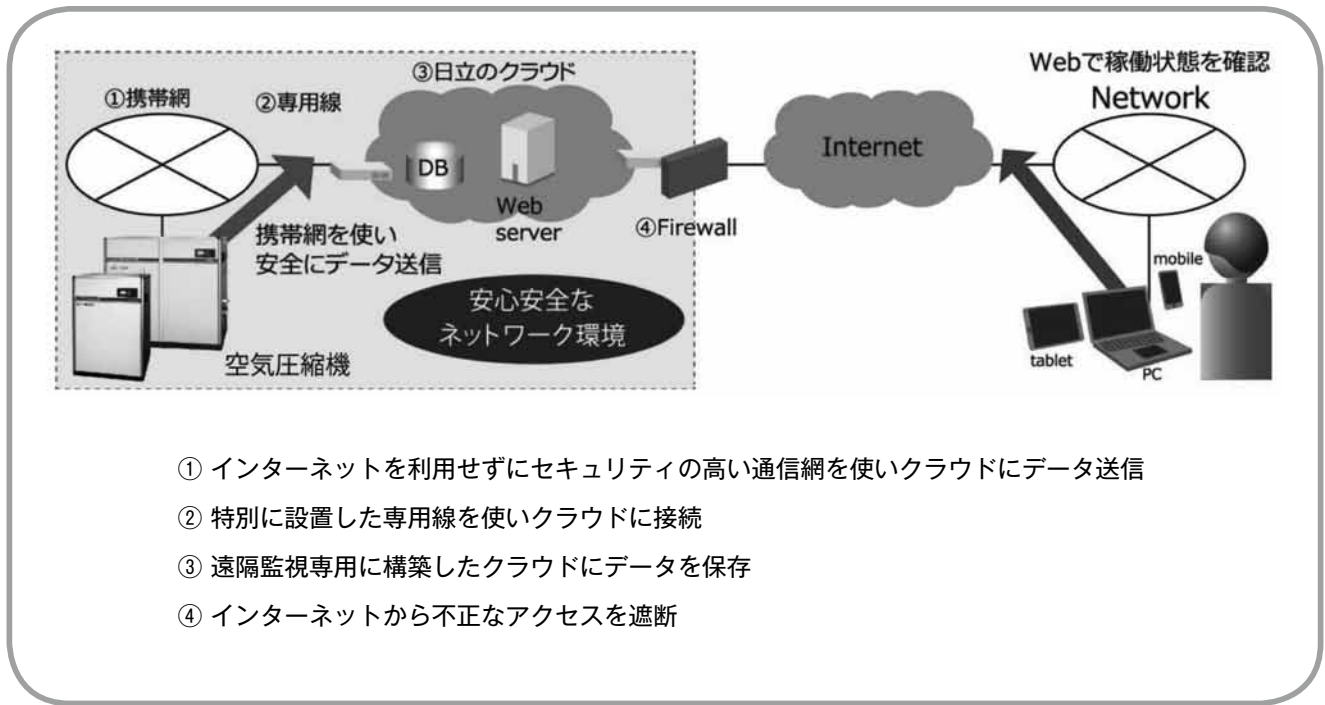 ①携帯網
②専用線
③日立のクラウド
DB
Web
server
④Firewall
携帯網を使い
安全にデータ送信
安心安全な
ネットワーク環境
空気圧縮機
Internet
Webで稼働状態を確認
Network
mobile
tablet
PC
① インターネットを利用せずにセキュリティの高い通信網を使いクラウドにデータ送信
② 特別に設置した専用線を使いクラウドに接続
③ 遠隔監視専用に構築したクラウドにデータを保存
④ インターネットから不正なアクセスを遮断